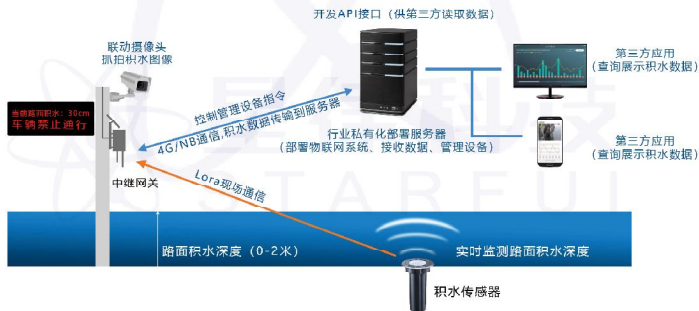 开发API接口（供第三方读取数据）
联动摄像头
抓拍积水图像
当前路面积水：30cm
车辆禁止通行
中继网关
控制管理设备指令
4G/NB通信,积水数据传输到服务器
Lora现场通信
行业私有化部署服务器
（部署物联网系统、接收数据、管理设备）
第三方应用
（查询展示积水数据）
第三方应用
（查询展示积水数据）
路面积水深度（0-2米）
实时监测路面积水深度
积水传感器
星维科技
STARFUI